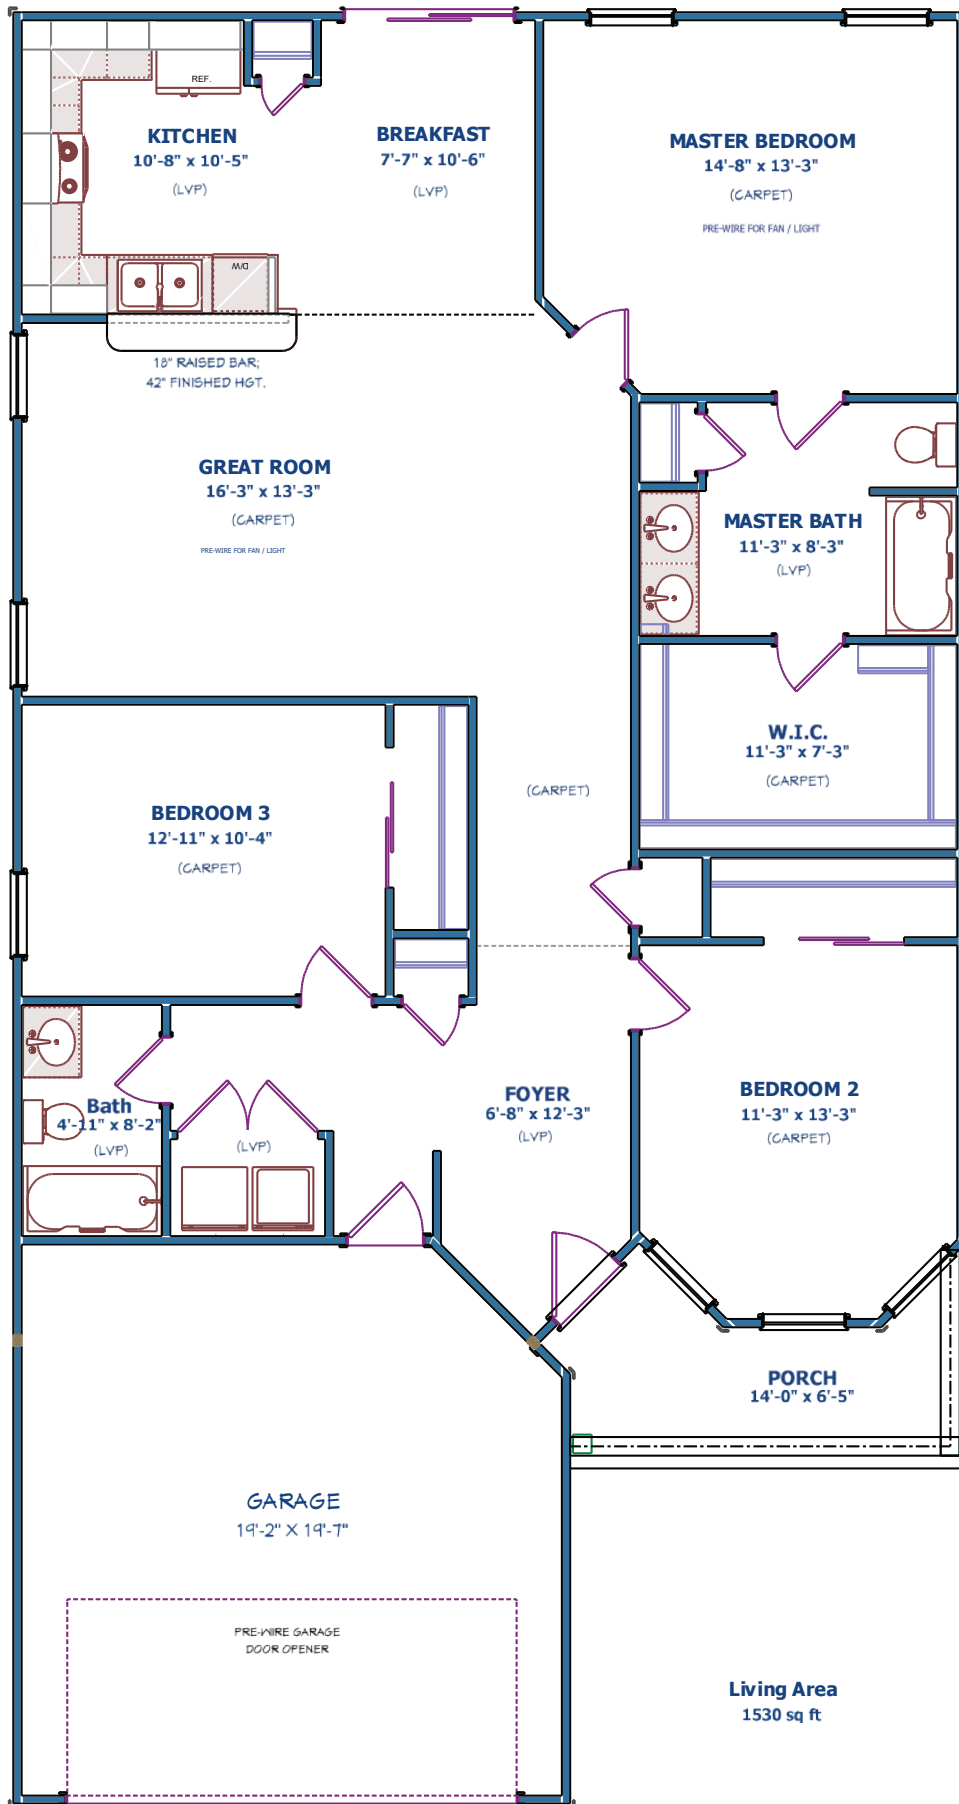 REF.
KITCHEN
10'-8" x 10'-5"
(LVP)
BREAKFAST
7'-7" x 10'-6"
(LVP)
MASTER BEDROOM
14'-8" x 13'-3"
(CARPET)
PRE-WIRE FOR FAN / LIGHT
D/W
18" RAISED BAR;
42" FINISHED HGT.
GREAT ROOM
16'-3" x 13'-3"
(CARPET)
PRE-WIRE FOR FAN / LIGHT
MASTER BATH
11'-3" x 8'-3"
(LVP)
W.I.C.
11'-3" x 7'-3"
(CARPET)
(CARPET)
BEDROOM 3
12'-11" x 10'-4"
(CARPET)
Bath
4'-11" x 8'-2"
(LVP)
(LVP)
FOYER
6'-8" x 12'-3"
(LVP)
BEDROOM 2
11'-3" x 13'-3"
(CARPET)
PORCH
14'-0" x 6'-5"
GARAGE
19'-2" X 19'-7"
PRE-WIRE GARAGE
DOOR OPENER
Living Area
1530 sq ft